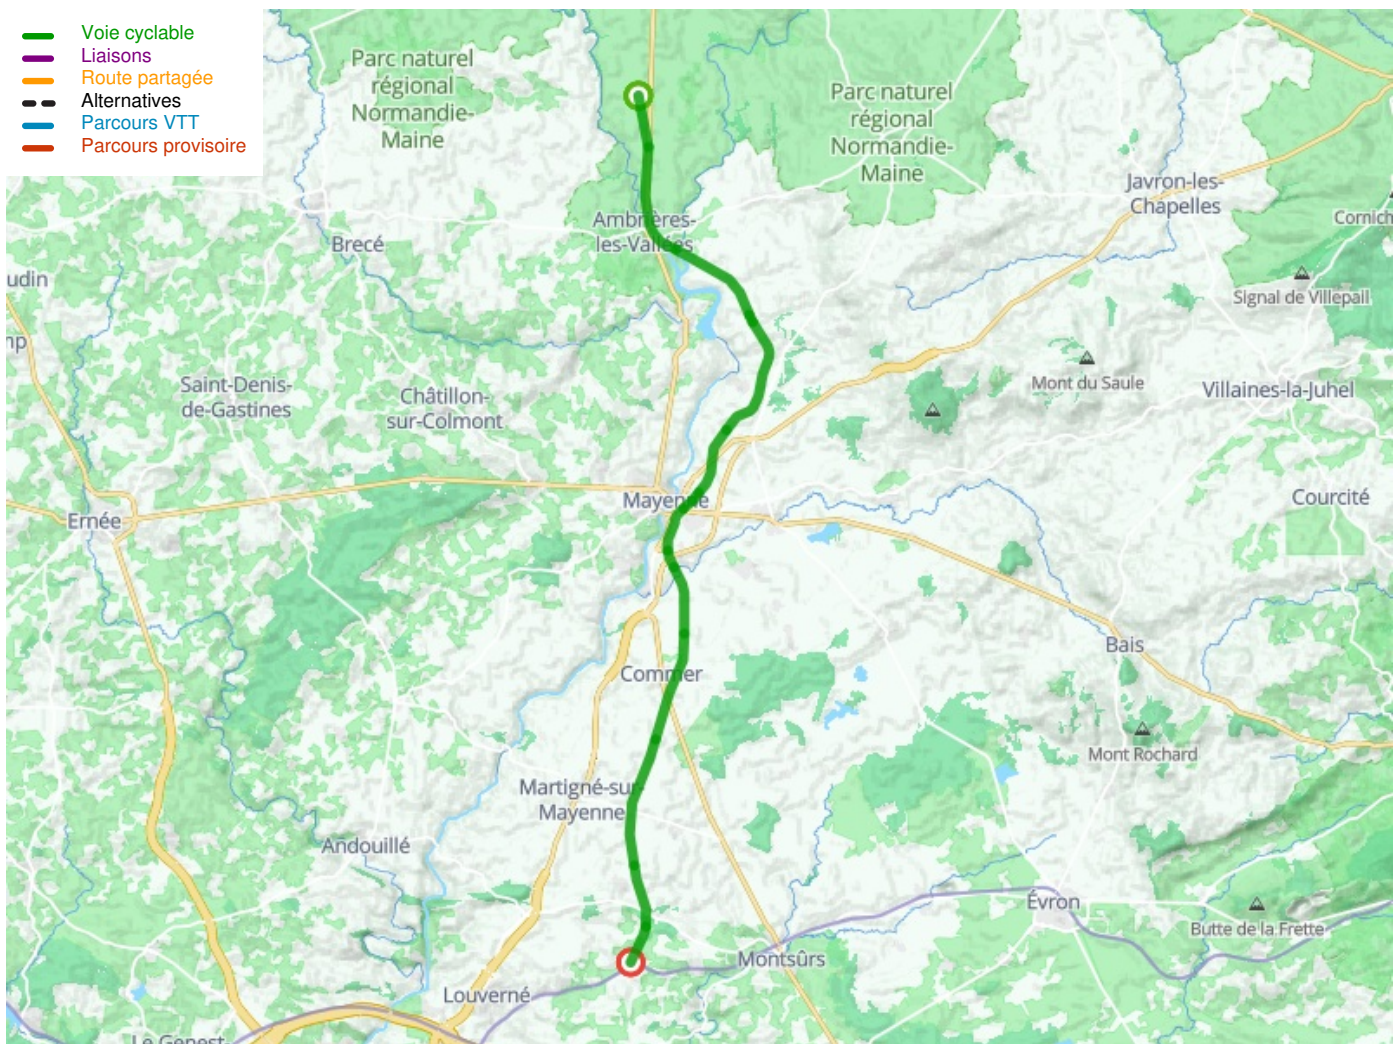 Voie cyclable
Liaisons
Route partagée
Alternatives
Parcours VTT
Parcours provisoire
Parc naturel
régional
Normandie-
Maine
Parc naturel
régional
Normandie-
Maine
Javron-les-
Chapelles
Cornich
Ambrières-
les-Vallées
Brecé
udin
Signal de Villepail
mp
Mont du Saule
Saint-Denis-
de-Gastines
Châtillon-
sur-Colmont
Villaines-la-Juhel
Mayenne
Courcité
Ernée
Bais
Commer
Mont Rochard
Martigné-sur-
Mayenne
Andouillé
Évron
Butte de la Frette
Montsûrs
Louverné
Le Genest-